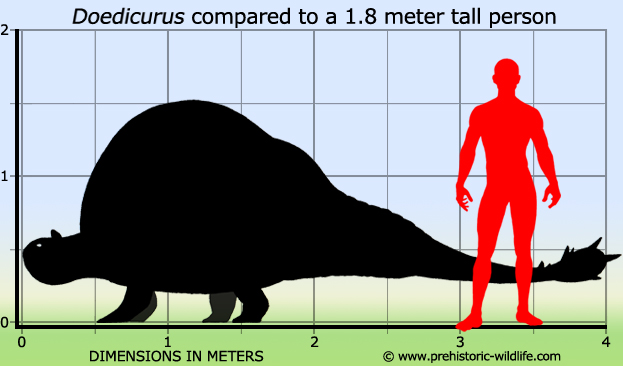 Doedicurus compared to a 1.8 meter tall person
2
1
0
0 1 2 3 4
DIMENSIONS IN METERS © www.prehistoric-wildlife.com